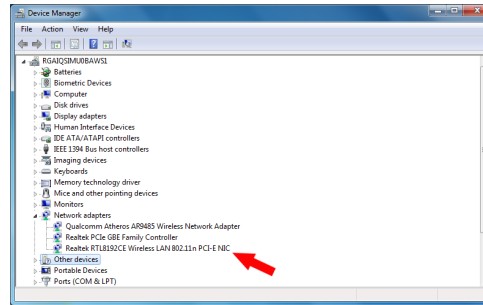 Device Manager
File Action View Help
RGAIQSIMU0BAWS1
Batteries
Biometric Devices
Computer
Disk drives
Display adapters
Human Interface Devices
IDE ATA/ATAPI controllers
IEEE 1394 Bus host controllers
Imaging devices
Keyboards
Memory technology driver
Mice and other pointing devices
Monitors
Network adapters
Qualcomm Atheros AR9485 Wireless Network Adapter
Realtek PCIe GBE Family Controller
Realtek RTL8192CE Wireless LAN 802.11n PCI-E NIC
Other devices
Portable Devices
Ports (COM & LPT)